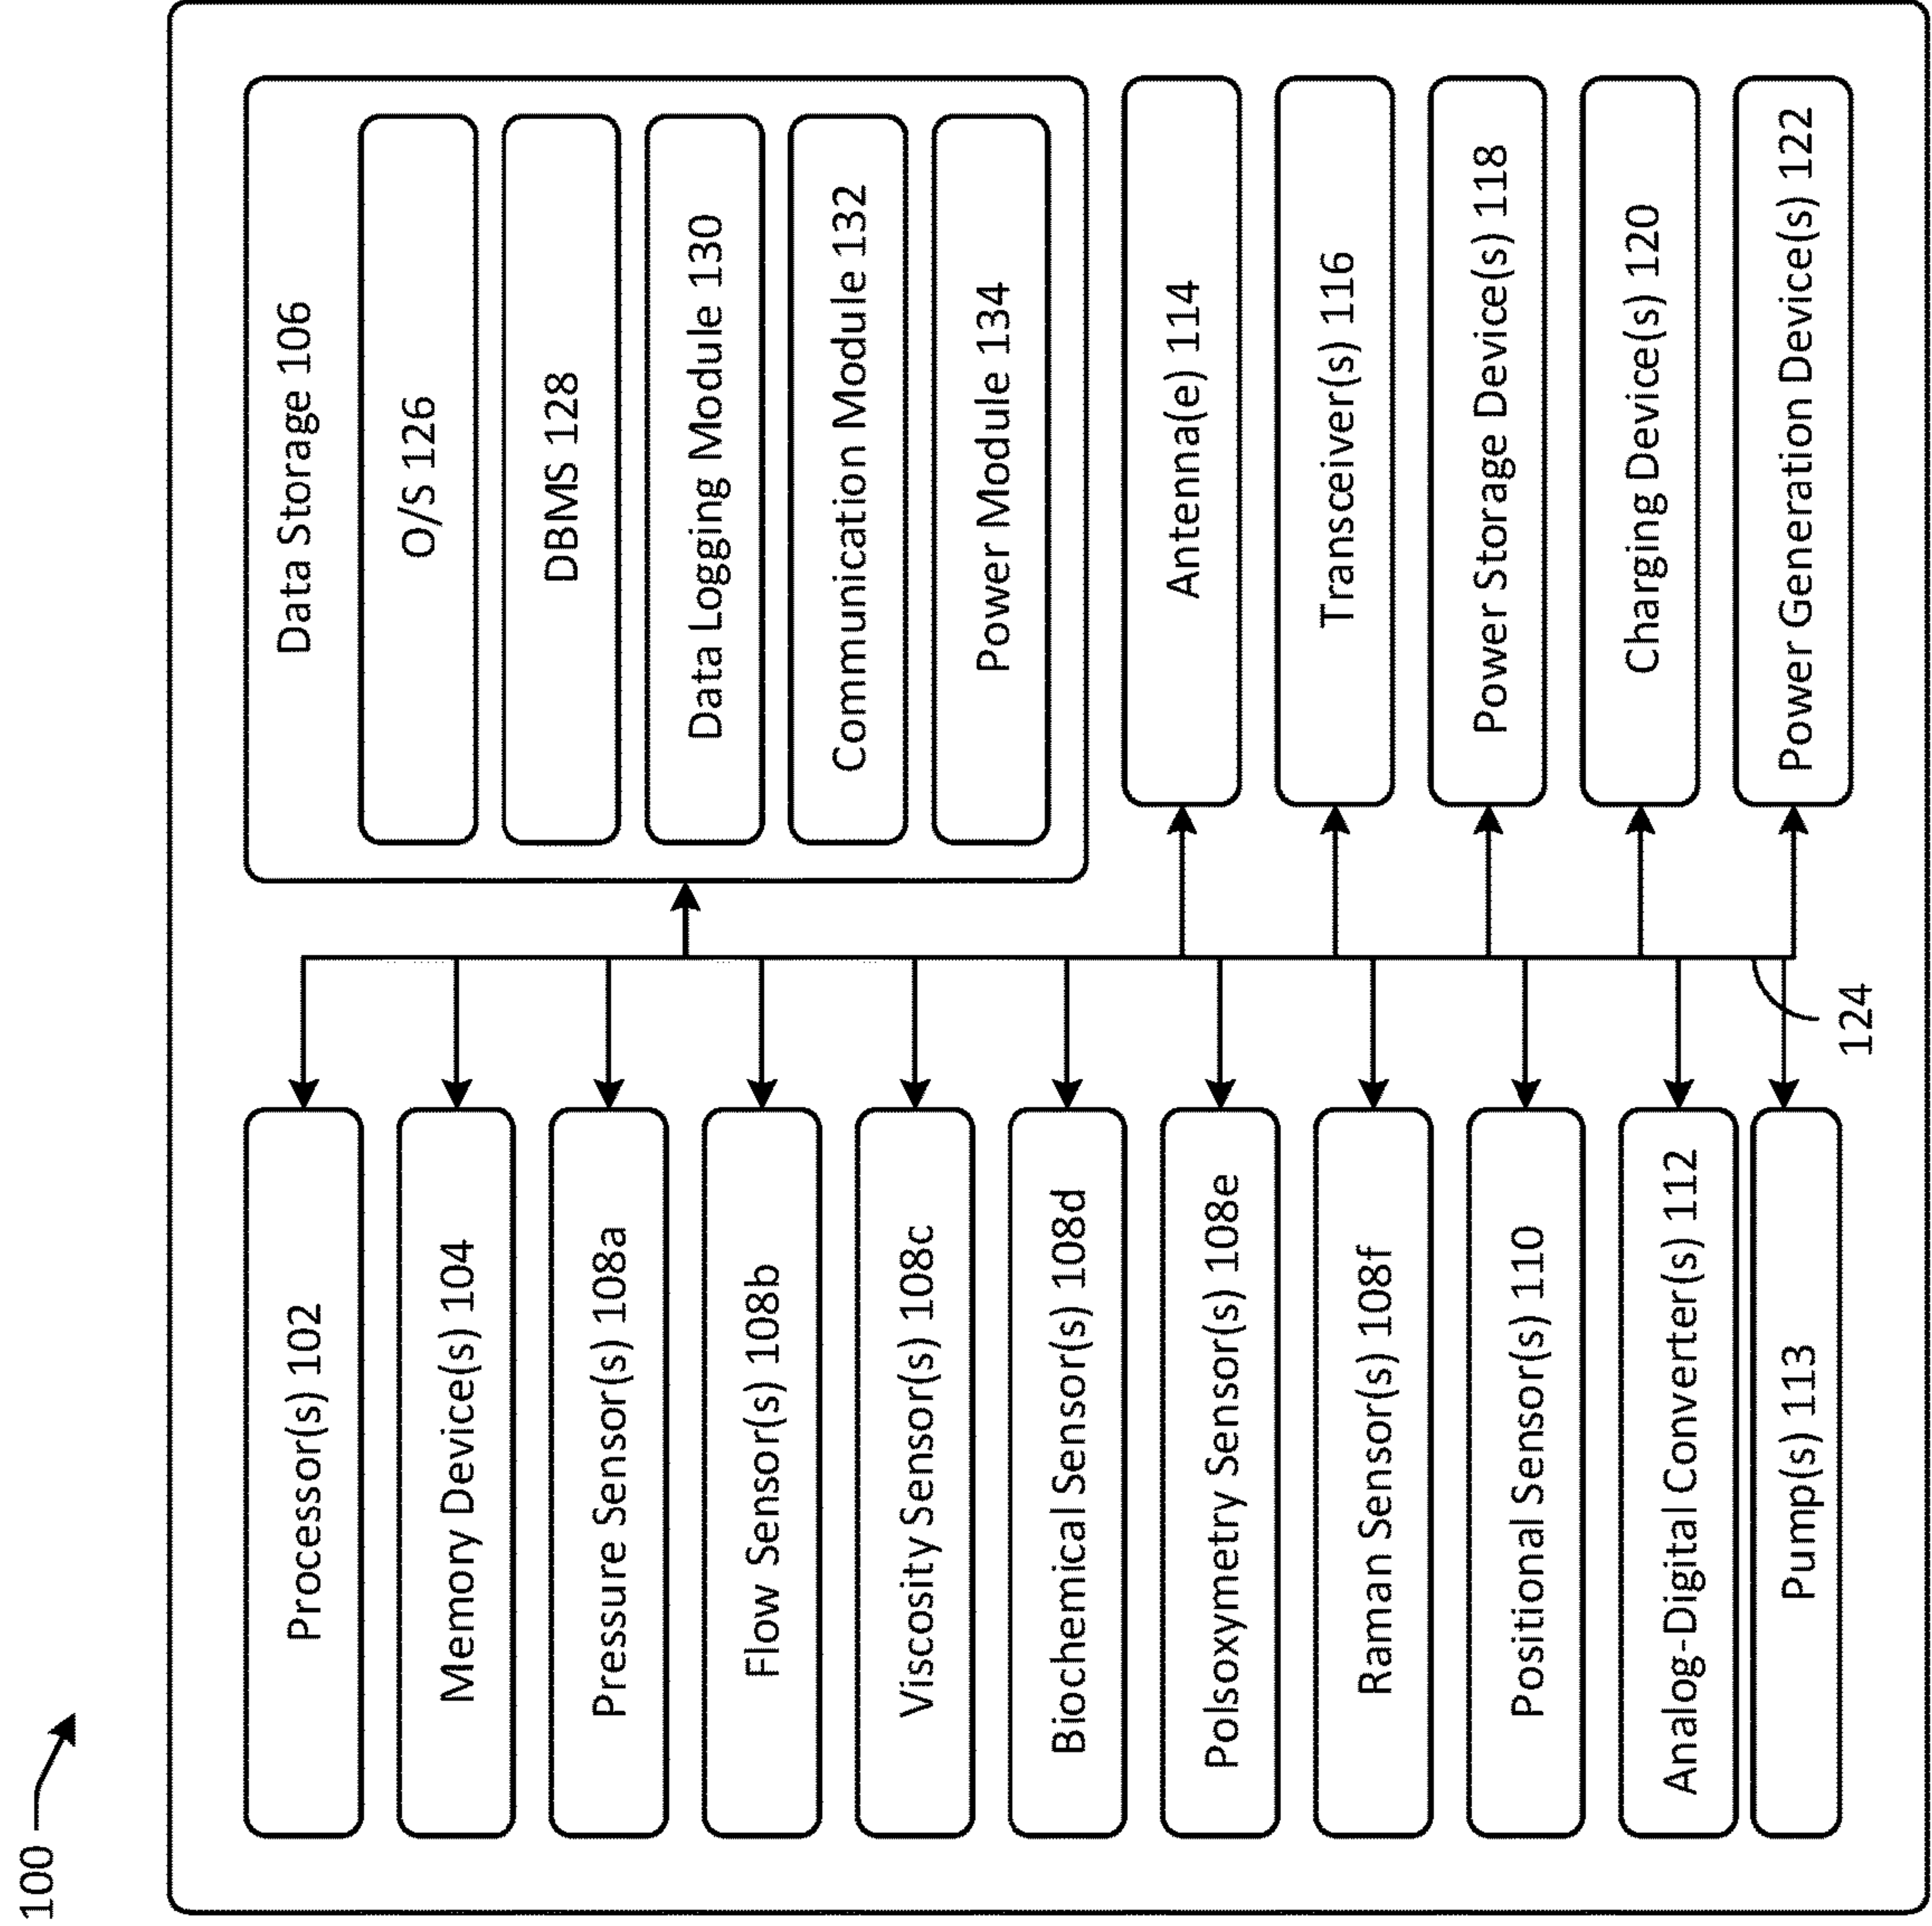 100
Processor(s) 102
Memory Device(s) 104
Pressure Sensor(s) 108a
Flow Sensor(s) 108b
Viscosity Sensor(s) 108c
Biochemical Sensor(s) 108d
Polsoxymetry Sensor(s) 108e
Raman Sensor(s) 108f
Positional Sensor(s) 110
Analog-Digital Converter(s) 112
Pump(s) 113
124
Data Storage 106
O/S 126
DBMS 128
Data Logging Module 130
Communication Module 132
Power Module 134
Antenna(e) 114
Transceiver(s) 116
Power Storage Device(s) 118
Charging Device(s) 120
Power Generation Device(s) 122